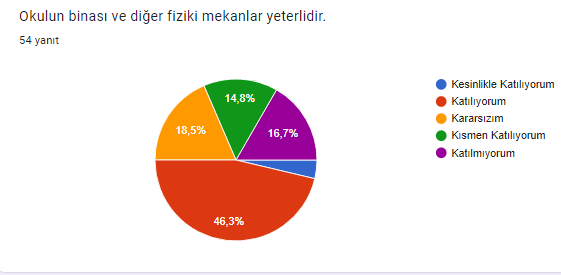 Okulun binası ve diğer fiziki mekanlar yeterlidir.
54 yanıt
Kesinlikle Katılıyorum
Katılıyorum
Kararsızım
Kısmen Katılıyorum
Katılmıyorum
14,8%
18,5%
16,7%
46,3%